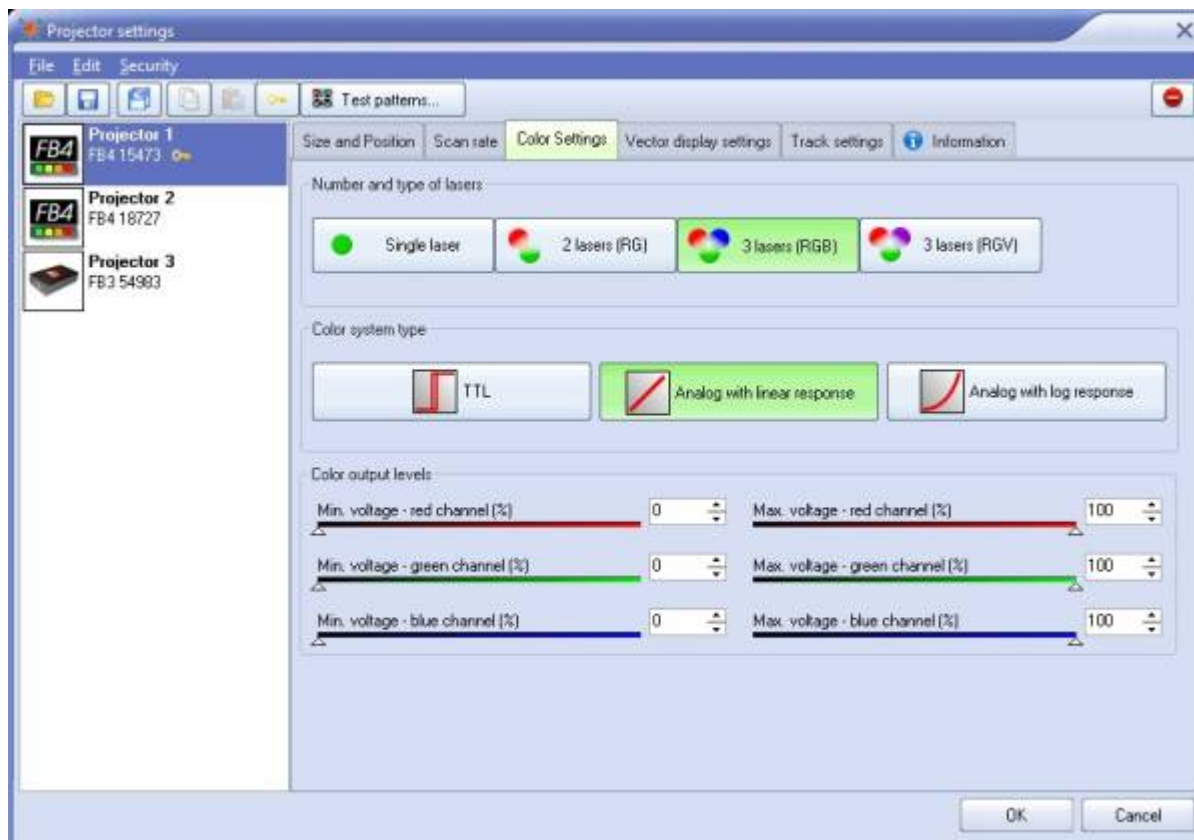 Projector settings
File Edit Security
Test patterns...
FB4
Projector 1
FB4 15473
FB4
Projector 2
FB4 18727
Projector 3
FB3 54983
Size and Position Scan rate Color Settings Vector display settings Track settings Information
Number and type of lasers
Single laser 2 lasers (RG) 3 lasers (RGB) 3 lasers (RGV)
Color system type
TTL Analog with linear response Analog with log response
Color output levels
Min. voltage - red channel (%) 0 Max. voltage - red channel (%) 100
Min. voltage - green channel (%) 0 Max. voltage - green channel (%) 100
Min. voltage - blue channel (%) 0 Max. voltage - blue channel (%) 100
OK Cancel